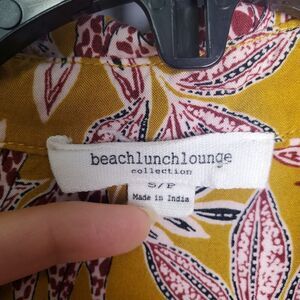 beachlunchlounge
collection
S/P
Made in India